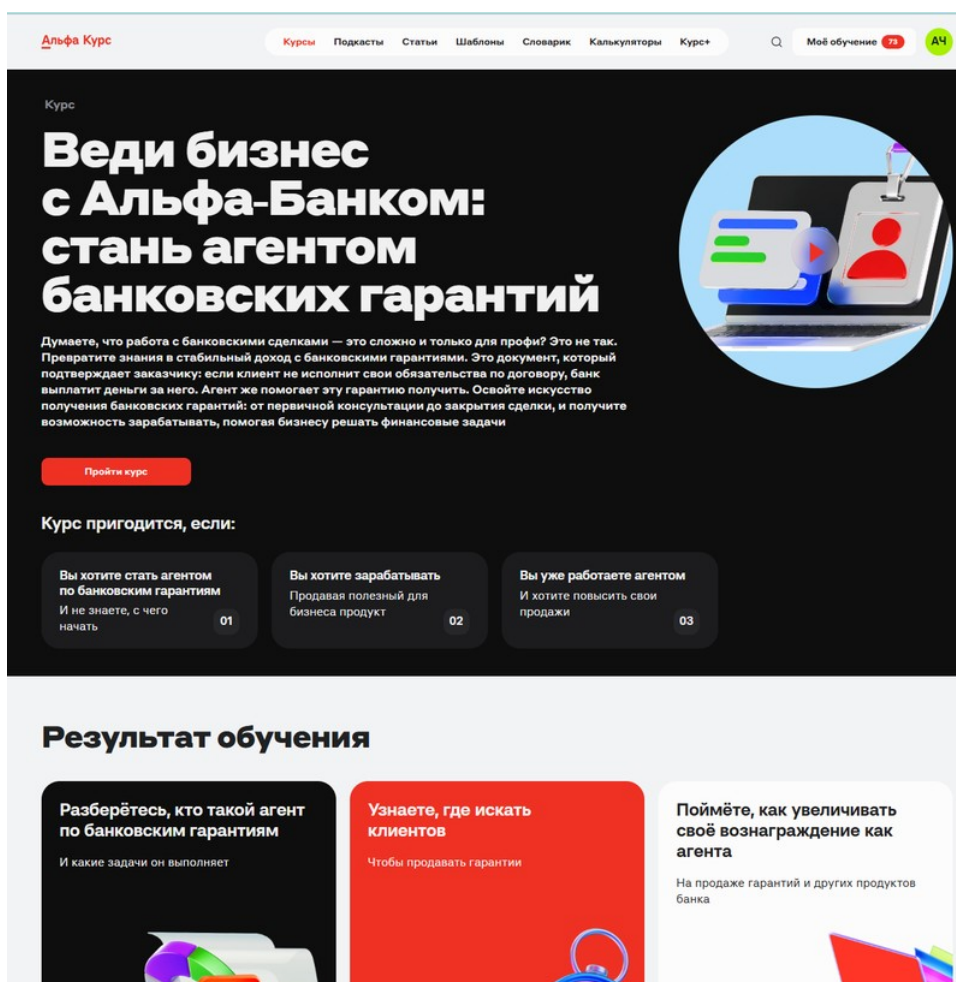 Альфа Курс
Курсы Подкасты Статьи Шаблоны Словарик Калькуляторы Курс+
Моё обучение 73
АЧ
Курс
Веди бизнес
с Альфа-Банком:
стань агентом
банковских гарантий
Думаете, что работа с банковскими сделками — это сложно и только для профи? Это не так.
Превратите знания в стабильный доход с банковскими гарантиями. Это документ, который
подтверждает заказчику: если клиент не исполнит свои обязательства по договору, банк
выплатит деньги за него. Агент же помогает эту гарантию получить. Освойте искусство
получения банковских гарантий: от первичной консультации до закрытия сделки, и получите
возможность зарабатывать, помогая бизнесу решать финансовые задачи
Пройти курс
Курс пригодится, если:
Вы хотите стать агентом
по банковским гарантиям
И не знаете, с чего
начать
01
Вы хотите зарабатывать
Продавая полезный для
бизнеса продукт
02
Вы уже работаете агентом
И хотите повысить свои
продажи
03
Результат обучения
Разберётесь, кто такой агент
по банковским гарантиям
И какие задачи он выполняет
Узнаете, где искать
клиентов
Чтобы продавать гарантии
Поймёте, как увеличивать
своё вознаграждение как
агента
На продаже гарантий и других продуктов
банка